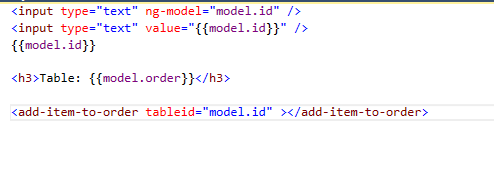 <input type="text" ng-model="model.id" />
<input type="text" value="{{model.id}}" />
{{model.id}}
<h3>Table: {{model.order}}</h3>
<add-item-to-order tableid="model.id" ></add-item-to-order>